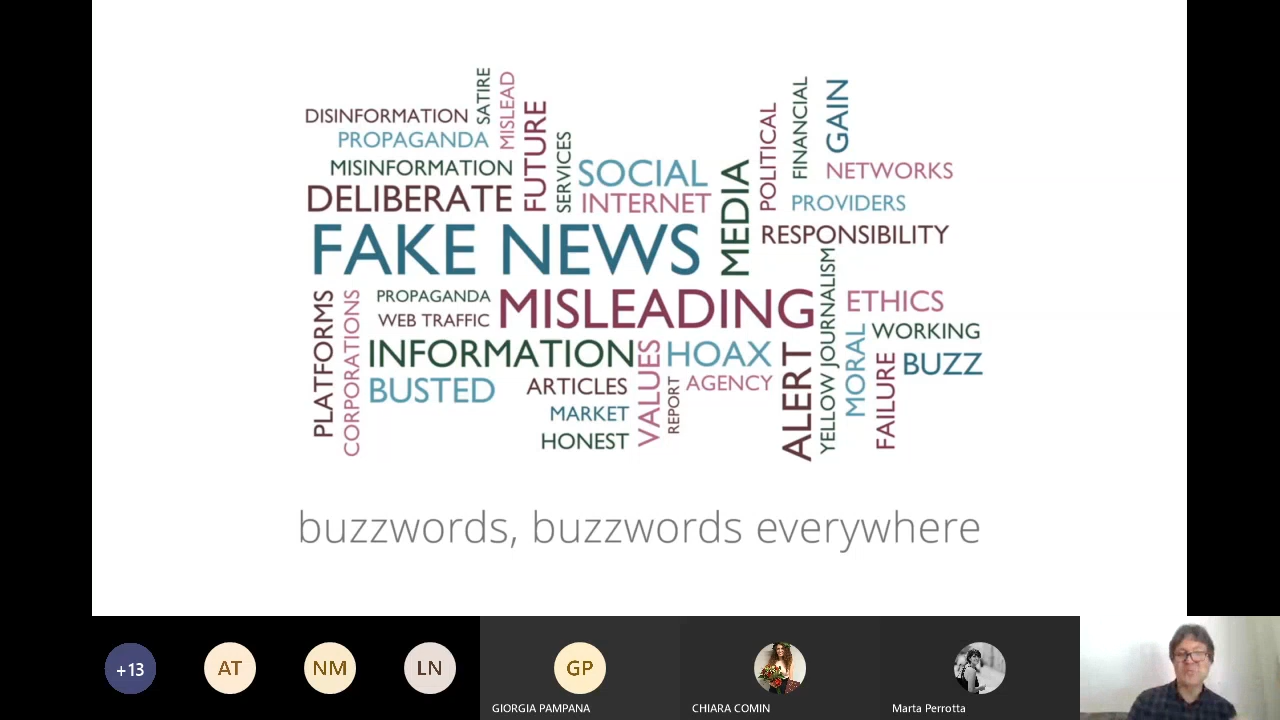 DISINFORMATION
SATIRE
MISLEAD
PROPAGANDA
MISINFORMATION
DELIBERATE
FUTURE
SERVICES
SOCIAL
INTERNET
MEDIA
POLITICAL
FINANCIAL
GAIN
NETWORKS
PROVIDERS
RESPONSIBILITY
FAKE NEWS
PLATFORMS
CORPORATIONS
PROPAGANDA
WEB TRAFFIC
MISLEADING
INFORMATION
BUSTED
ARTICLES
MARKET
HONEST
VALUES
REPORT
HOAX
AGENCY
ALERT
YELLOW JOURNALISM
ETHICS
MORAL
WORKING
FAILURE
BUZZ
buzzwords, buzzwords everywhere
+13
AT
NM
LN
GP
GIORGIA PAMPANA
CHIARA COMIN
Marta Perrotta